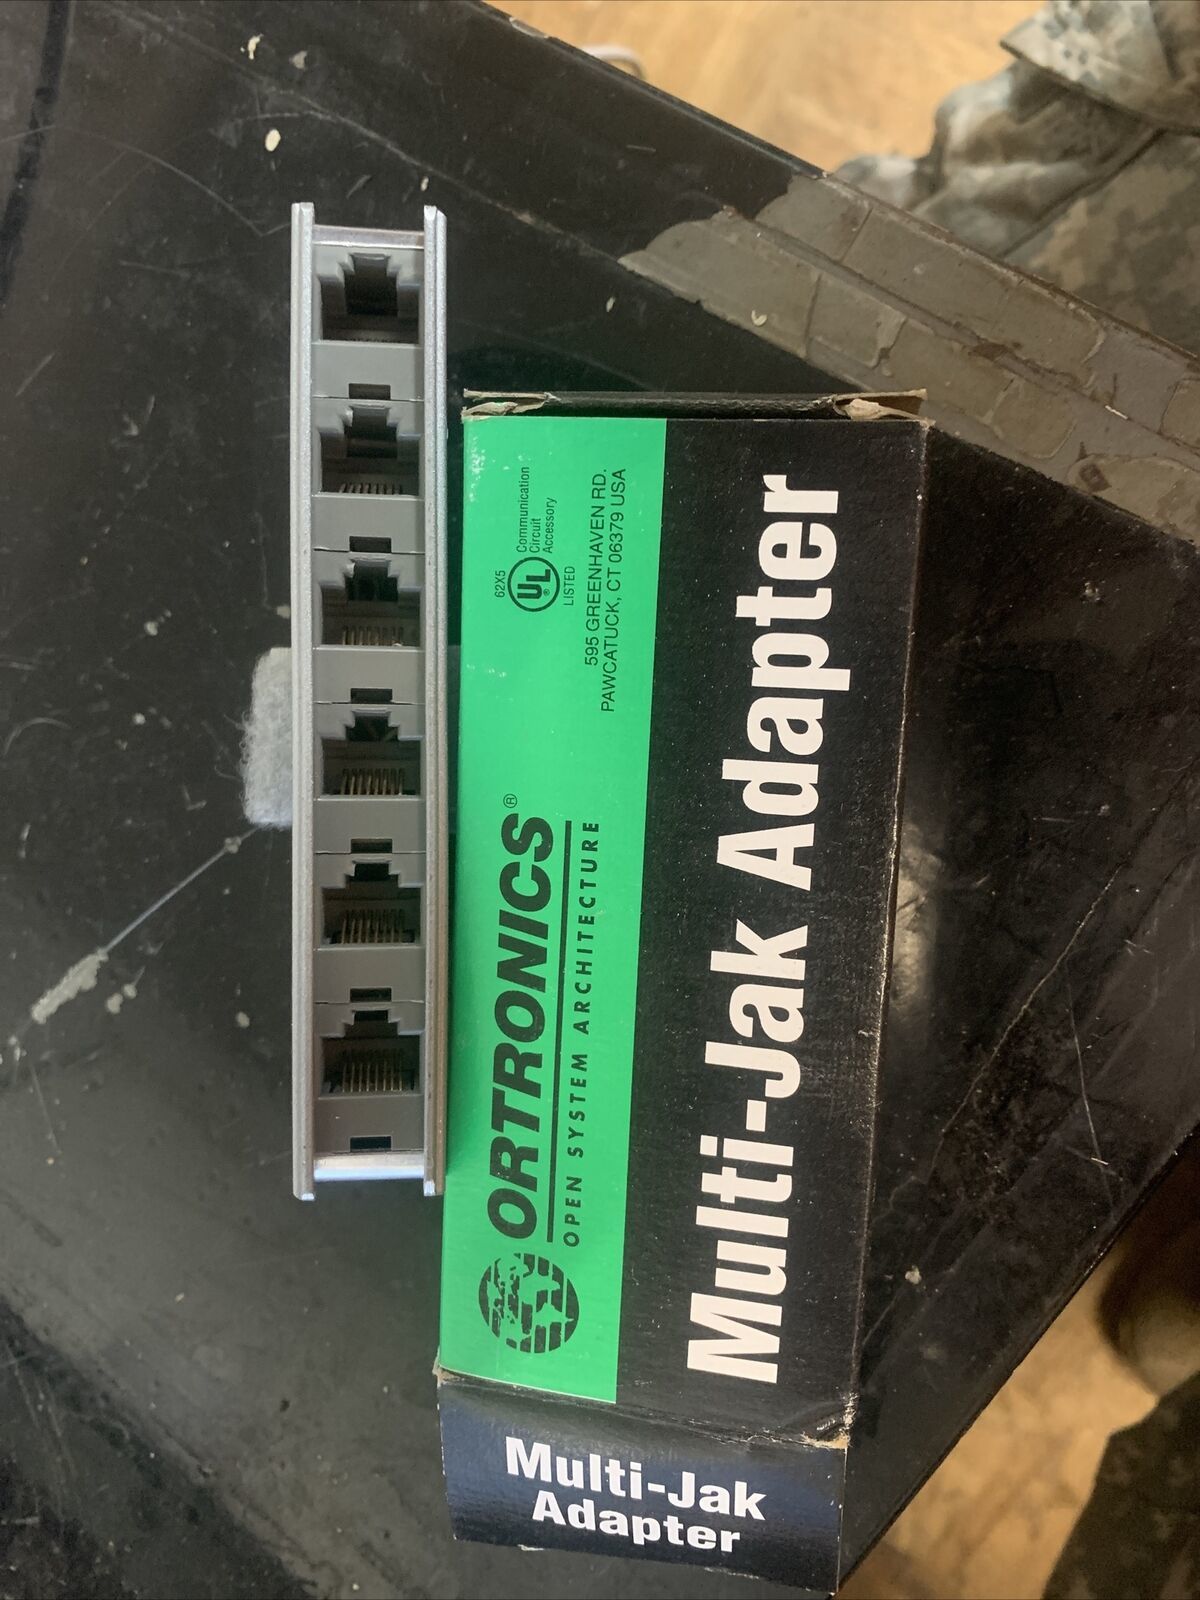 ORTRONICS®
OPEN SYSTEM ARCHITECTURE
62X5
UL
®
LISTED
Communication
Circuit
Accessory
595 GREENHAVEN RD.
PAWCATUCK, CT 06379 USA
Multi-Jak Adapter
Multi-Jak
Adapter